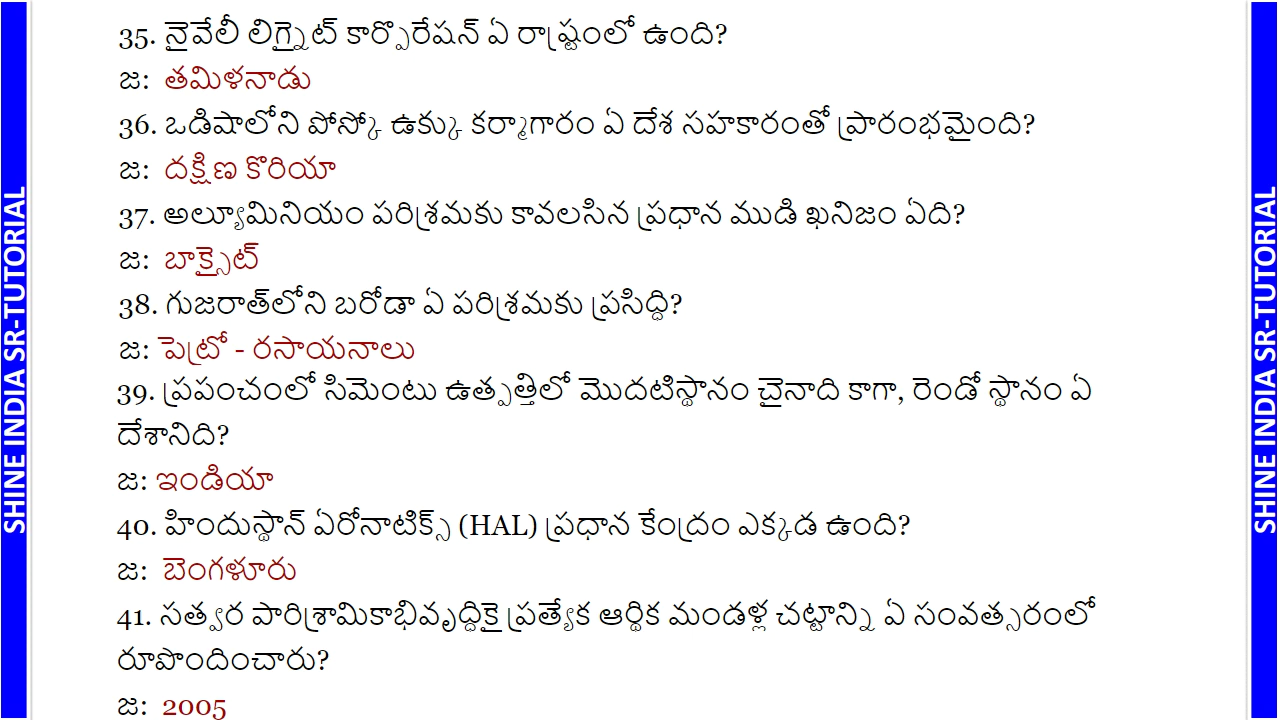 SHINE INDIA SR-TUTORIAL
35. నైవేలీ లిగ్నైట్ కార్పొరేషన్ ఏ రాష్ట్రంలో ఉంది?
జ: తమిళనాడు
36. ఒడిషాలోని పోస్కో ఉక్కు కర్మాగారం ఏ దేశ సహకారంతో ప్రారంభమైంది?
జ: దక్షిణ కొరియా
37. అల్యూమినియం పరిశ్రమకు కావలసిన ప్రధాన ముడి ఖనిజం ఏది?
జ: బాక్సైట్
38. గుజరాత్‌లోని బరోడా ఏ పరిశ్రమకు ప్రసిద్ధి?
జ: పెట్రో - రసాయనాలు
39. ప్రపంచంలో సిమెంటు ఉత్పత్తిలో మొదటిస్థానం చైనాది కాగా, రెండో స్థానం ఏ
దేశానిది?
జ: ఇండియా
40. హిందుస్థాన్ ఏరోనాటిక్స్ (HAL) ప్రధాన కేంద్రం ఎక్కడ ఉంది?
జ: బెంగళూరు
41. సత్వర పారిశ్రామికాభివృద్ధికై ప్రత్యేక ఆర్థిక మండళ్ల చట్టాన్ని ఏ సంవత్సరంలో
రూపొందించారు?
జ: 2005
SHINE INDIA SR-TUTORIAL